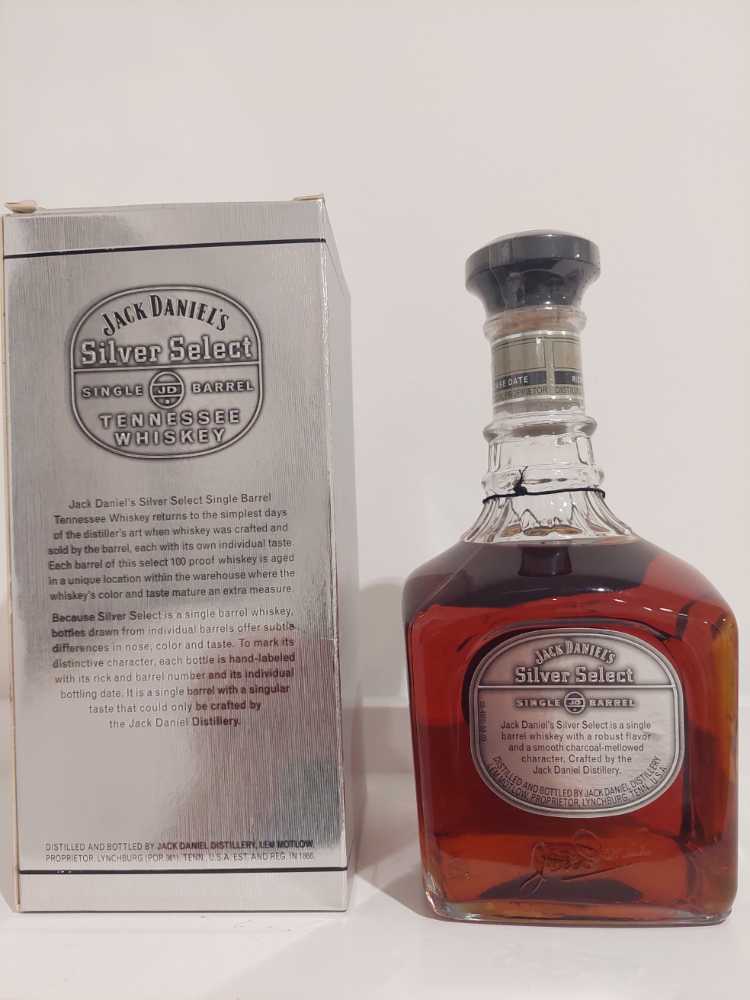 JACK DANIEL'S
Silver Select
SINGLE JD BARREL
TENNESSEE
WHISKEY
Jack Daniel's Silver Select Single Barrel
Tennessee Whiskey returns to the simplest days
of the distiller's art when whiskey was crafted and
sold by the barrel, each with its own individual taste
Each barrel of this select 100 proof whiskey is aged
in a unique location within the warehouse where the
whiskey's color and taste mature an extra measure.
Because Silver Select is a single barrel whiskey,
bottles drawn from individual barrels offer subtle
differences in nose, color and taste. To mark its
distinctive character, each bottle is hand-labeled
with its rick and barrel number and its individual
bottling date. It is a single barrel with a singular
taste that could only be crafted by
the Jack Daniel Distillery.
DISTILLED AND BOTTLED BY JACK DANIEL DISTILLERY, LEM MOTLOW,
PROPRIETOR, LYNCHBURG (POP. 361), TENN., U.S.A. EST. AND REG. IN 1866.
DATE
PROPRIETOR
JACK DANIEL'S
Silver Select
SINGLE JD BARREL
Jack Daniel's Silver Select is a single
barrel whiskey with a robust flavor
and a smooth charcoal-mellowed
character. Crafted by the
Jack Daniel Distillery.
DISTILLED AND BOTTLED BY JACK DANIEL DISTILLERY
LEM MOTLOW, PROPRIETOR, LYNCHBURG, TENN., U.S.A.